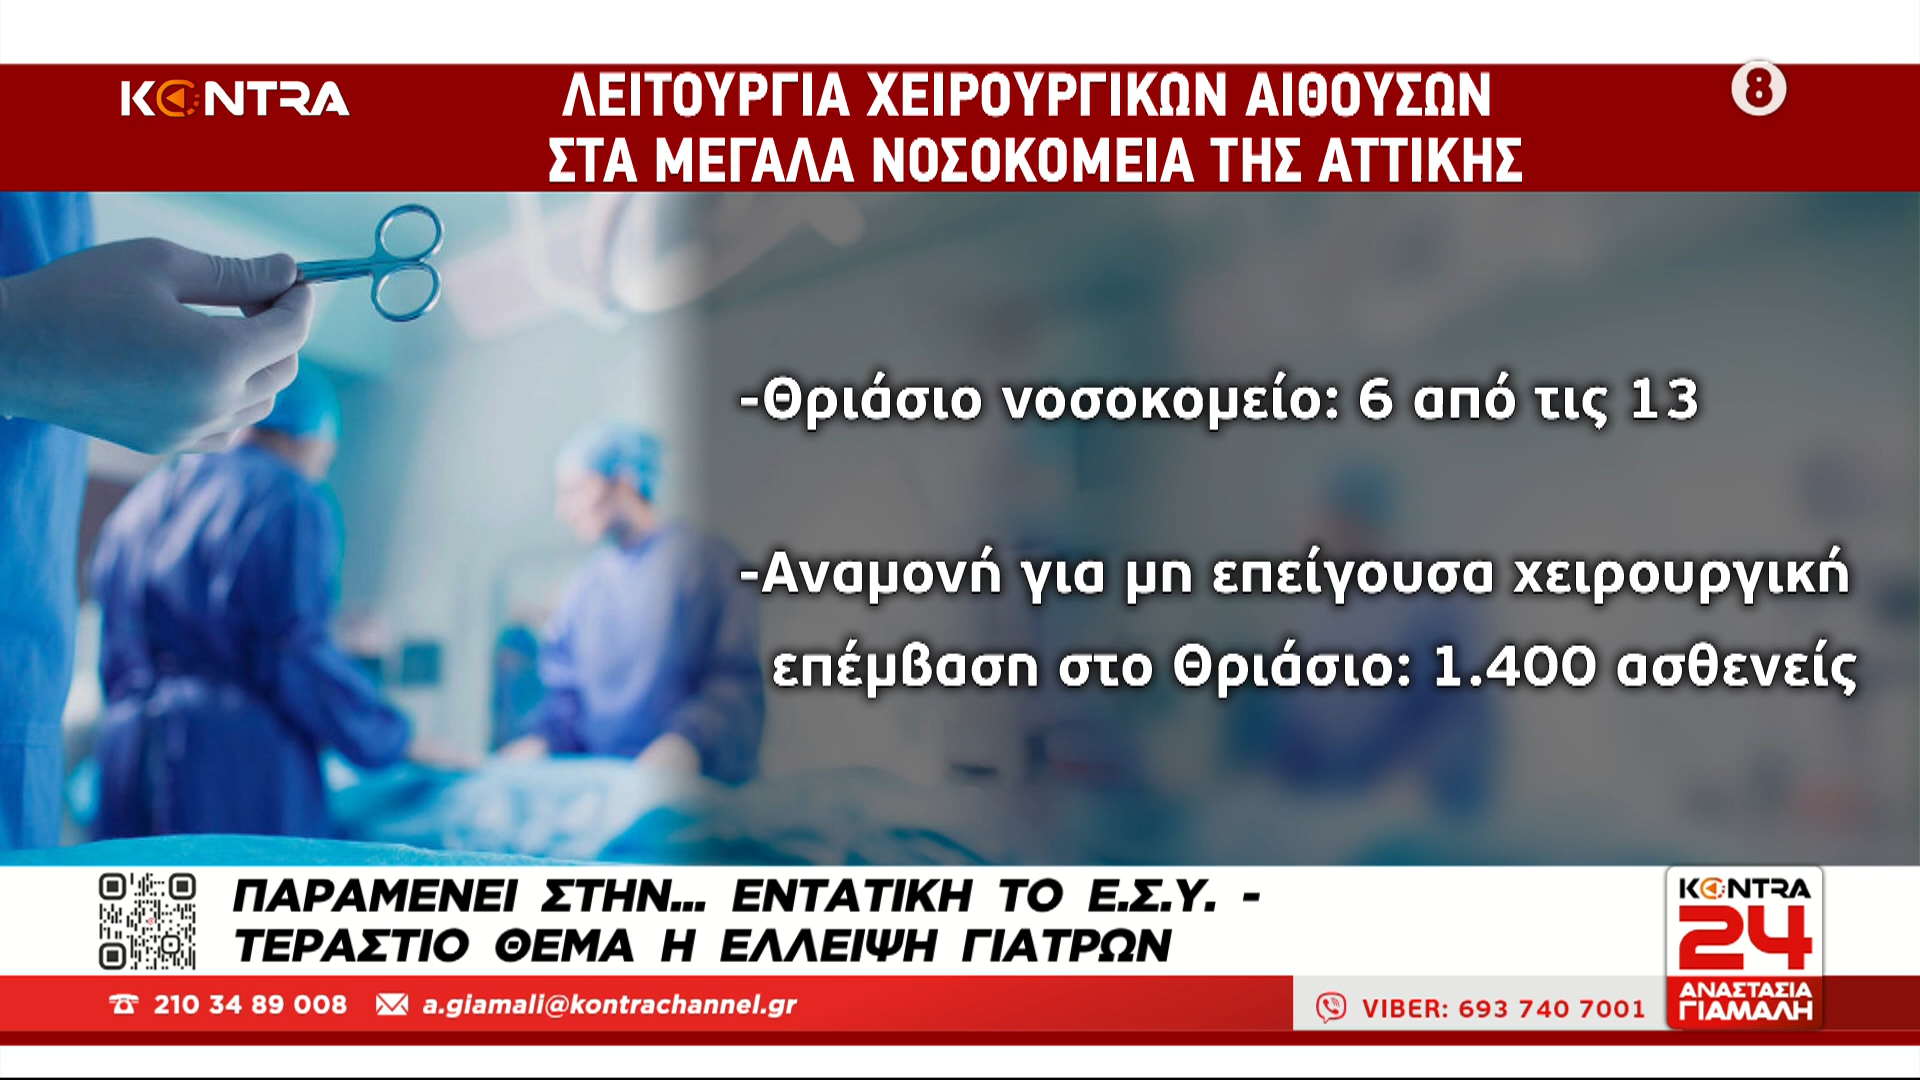 KONTRA
ΛΕΙΤΟΥΡΓΙΑ ΧΕΙΡΟΥΡΓΙΚΩΝ ΑΙΘΟΥΣΩΝ
ΣΤΑ ΜΕΓΑΛΑ ΝΟΣΟΚΟΜΕΙΑ ΤΗΣ ΑΤΤΙΚΗΣ
8
-Θριάσιο νοσοκομείο: 6 από τις 13
-Αναμονή για μη επείγουσα χειρουργική
επέμβαση στο Θριάσιο: 1.400 ασθενείς
ΠΑΡΑΜΕΝΕΙ ΣΤΗΝ... ΕΝΤΑΤΙΚΗ ΤΟ Ε.Σ.Υ. -
ΤΕΡΑΣΤΙΟ ΘΕΜΑ Η ΕΛΛΕΙΨΗ ΓΙΑΤΡΩΝ
KONTRA
24
ΑΝΑΣΤΑΣΙΑ
ΓΙΑΜΑΛΗ
210 34 89 008 a.giamali@kontrachannel.gr
VIBER: 693 740 7001